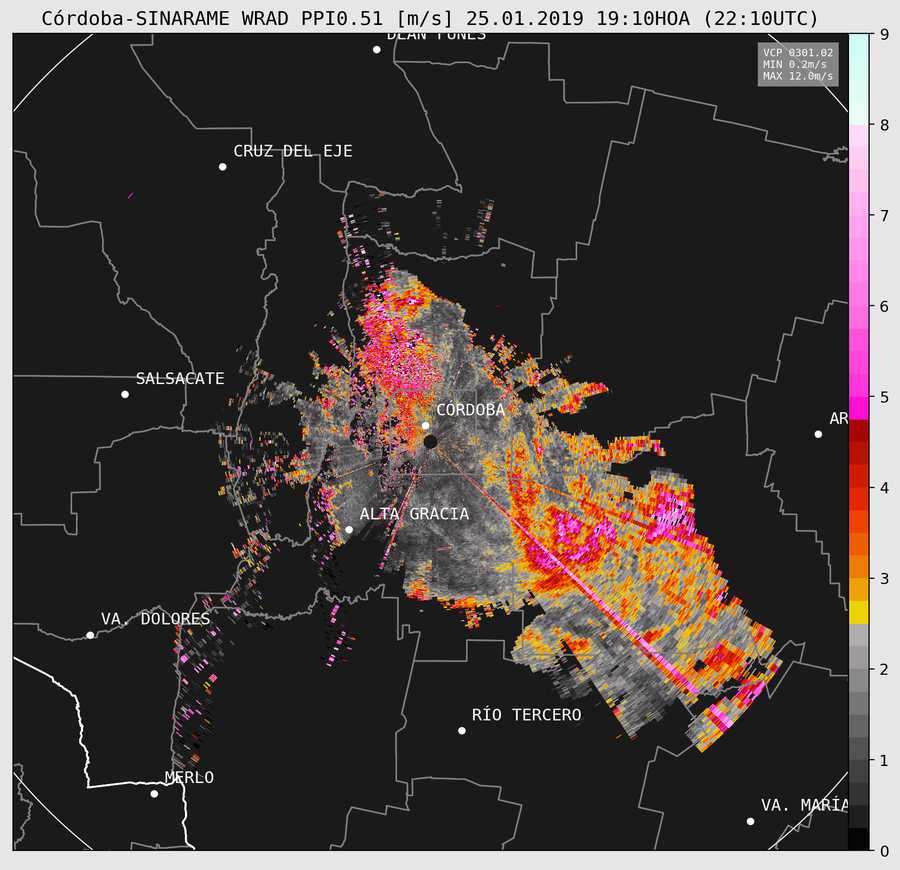 Córdoba-SINARAME WRAD PPI0.51 [m/s] 25.01.2019 19:10HOA (22:10UTC)
DEAN FUNES
VCP 0301.02
MIN 0.2m/s
MAX 12.0m/s
CRUZ DEL EJE
SALSACATE
CÓRDOBA
AR
ALTA GRACIA
VA. DOLORES
RÍO TERCERO
MERLO
VA. MARÍA
9
8
7
6
5
4
3
2
1
0